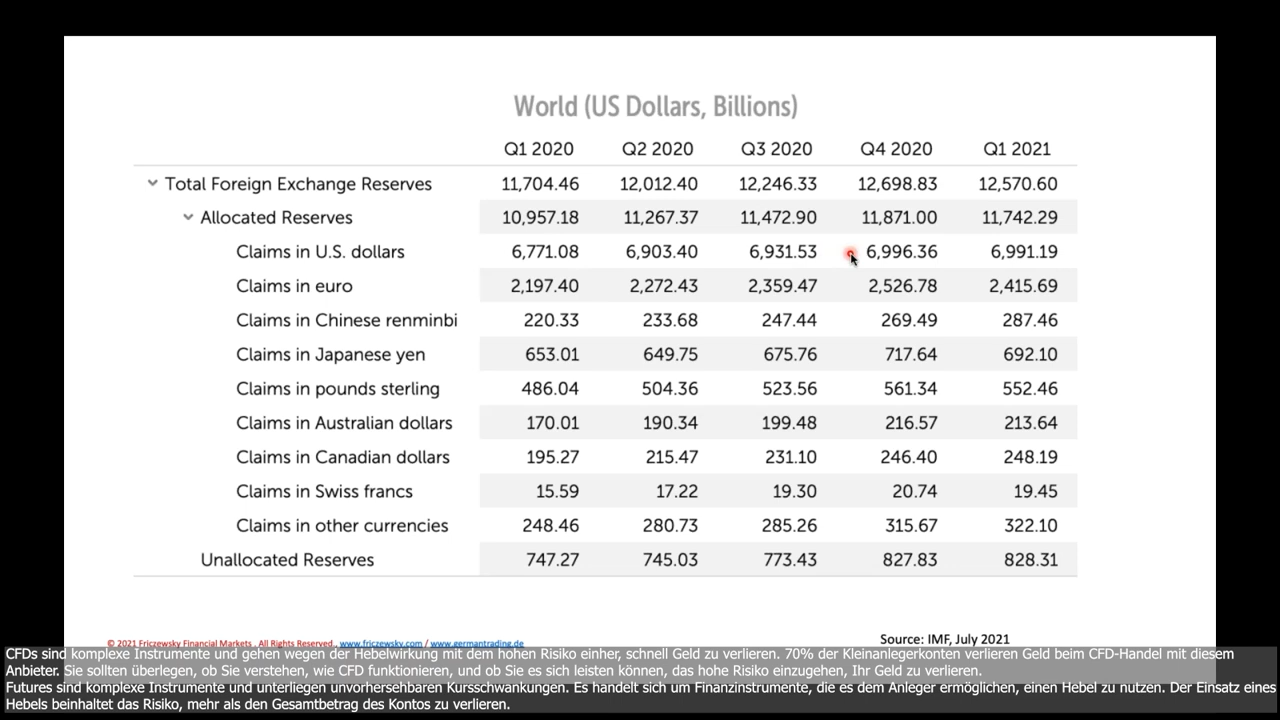 World (US Dollars, Billions)
Q1 2020 Q2 2020 Q3 2020 Q4 2020 Q1 2021
Total Foreign Exchange Reserves 11,704.46 12,012.40 12,246.33 12,698.83 12,570.60
Allocated Reserves 10,957.18 11,267.37 11,472.90 11,871.00 11,742.29
Claims in U.S. dollars 6,771.08 6,903.40 6,931.53 6,996.36 6,991.19
Claims in euro 2,197.40 2,272.43 2,359.47 2,526.78 2,415.69
Claims in Chinese renminbi 220.33 233.68 247.44 269.49 287.46
Claims in Japanese yen 653.01 649.75 675.76 717.64 692.10
Claims in pounds sterling 486.04 504.36 523.56 561.34 552.46
Claims in Australian dollars 170.01 190.34 199.48 216.57 213.64
Claims in Canadian dollars 195.27 215.47 231.10 246.40 248.19
Claims in Swiss francs 15.59 17.22 19.30 20.74 19.45
Claims in other currencies 248.46 280.73 285.26 315.67 322.10
Unallocated Reserves 747.27 745.03 773.43 827.83 828.31
© 2021 Friczewsky Financial Markets . All Rights Reserved . www.friczewsky.com / www.germantrading.de
Source: IMF, July 2021
CFDs sind komplexe Instrumente und gehen wegen der Hebelwirkung mit dem hohen Risiko einher, schnell Geld zu verlieren. 70% der Kleinanlegerkonten verlieren Geld beim CFD-Handel mit diesem
Anbieter. Sie sollten überlegen, ob Sie verstehen, wie CFD funktionieren, und ob Sie es sich leisten können, das hohe Risiko einzugehen, Ihr Geld zu verlieren.
Futures sind komplexe Instrumente und unterliegen unvorhersehbaren Kursschwankungen. Es handelt sich um Finanzinstrumente, die es dem Anleger ermöglichen, einen Hebel zu nutzen. Der Einsatz eines
Hebels beinhaltet das Risiko, mehr als den Gesamtbetrag des Kontos zu verlieren.